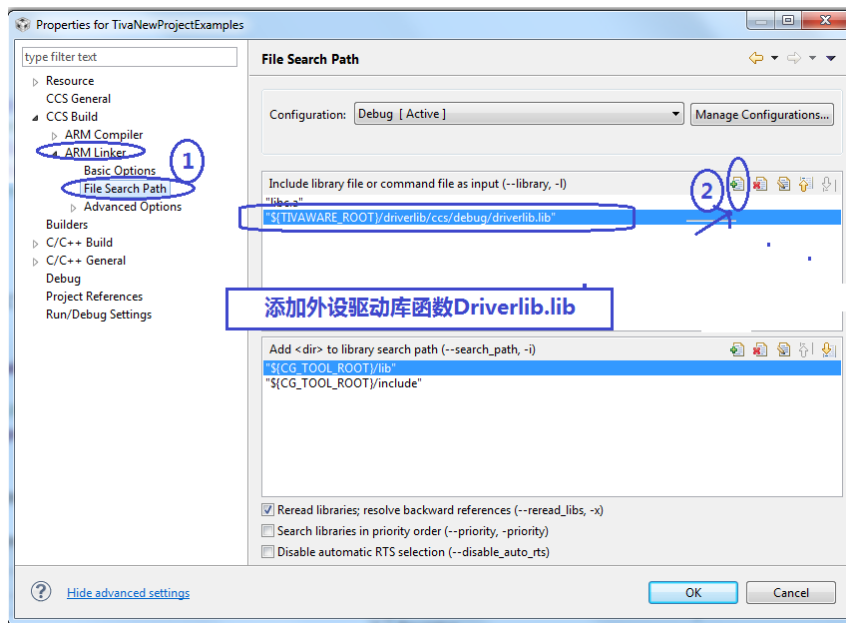 Properties for TivaNewProjectExamples
type filter text
Resource
CCS General
CCS Build
ARM Compiler
ARM Linker
Basic Options
File Search Path
Advanced Options
Builders
C/C++ Build
C/C++ General
Debug
Project References
Run/Debug Settings
1
File Search Path
Configuration: Debug [ Active ]
Manage Configurations...
Include library file or command file as input (--library, -l)
2
"libc.a"
"${TIVAWARE_ROOT}/driverlib/ccs/debug/driverlib.lib"
添加外设驱动库函数Driverlib.lib
Add <dir> to library search path (--search_path, -i)
"${CG_TOOL_ROOT}/lib"
"${CG_TOOL_ROOT}/include"
Reread libraries; resolve backward references (--reread_libs, -x)
Search libraries in priority order (--priority, -priority)
Disable automatic RTS selection (--disable_auto_rts)
?
Hide advanced settings
OK
Cancel